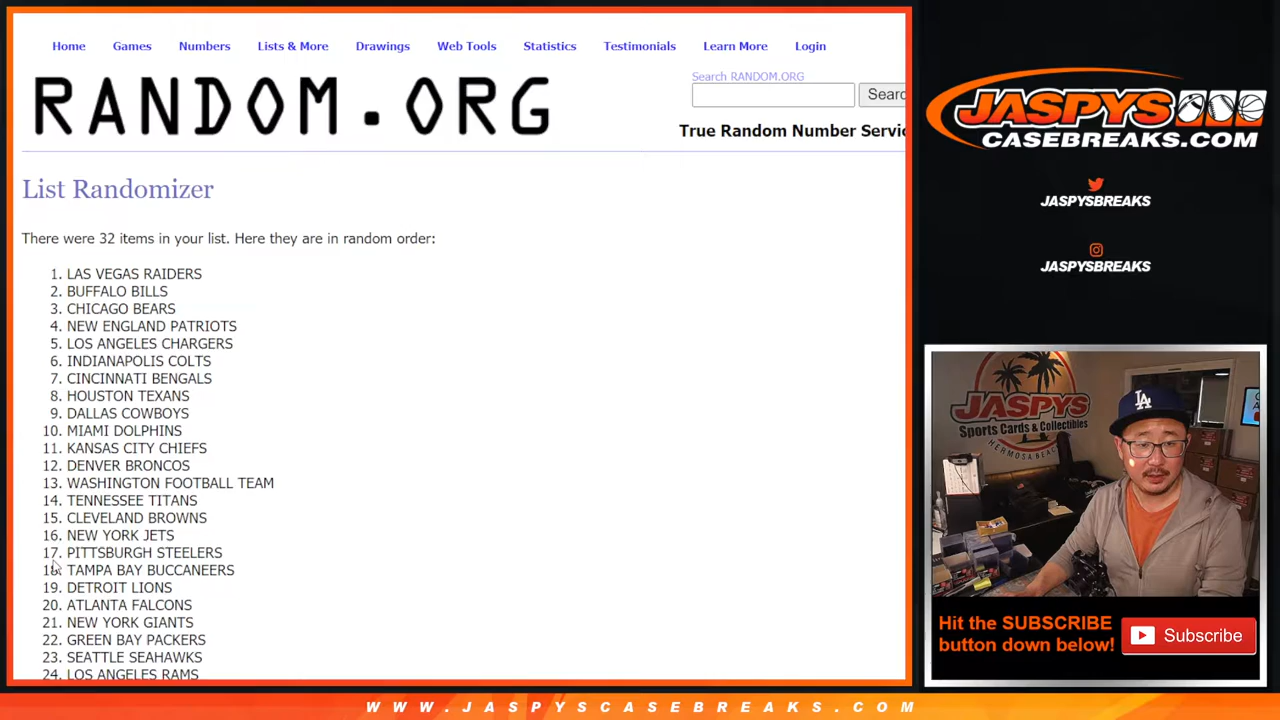 Home Games Numbers Lists & More Drawings Web Tools Statistics Testimonials Learn More Login
RANDOM.ORG
Search RANDOM.ORG
Searc
True Random Number Servic
List Randomizer
There were 32 items in your list. Here they are in random order:
1. LAS VEGAS RAIDERS
2. BUFFALO BILLS
3. CHICAGO BEARS
4. NEW ENGLAND PATRIOTS
5. LOS ANGELES CHARGERS
6. INDIANAPOLIS COLTS
7. CINCINNATI BENGALS
8. HOUSTON TEXANS
9. DALLAS COWBOYS
10. MIAMI DOLPHINS
11. KANSAS CITY CHIEFS
12. DENVER BRONCOS
13. WASHINGTON FOOTBALL TEAM
14. TENNESSEE TITANS
15. CLEVELAND BROWNS
16. NEW YORK JETS
17. PITTSBURGH STEELERS
18. TAMPA BAY BUCCANEERS
19. DETROIT LIONS
20. ATLANTA FALCONS
21. NEW YORK GIANTS
22. GREEN BAY PACKERS
23. SEATTLE SEAHAWKS
24. LOS ANGELES RAMS
JASPYS
CASEBREAKS.COM
JASPYSBREAKS
JASPYSBREAKS
JASPYS
Sports Cards & Collectibles
HERMOSA BEACH
LA
Hit the SUBSCRIBE
button down below!
Subscribe
WWW.JASPYSCASEBREAKS.COM